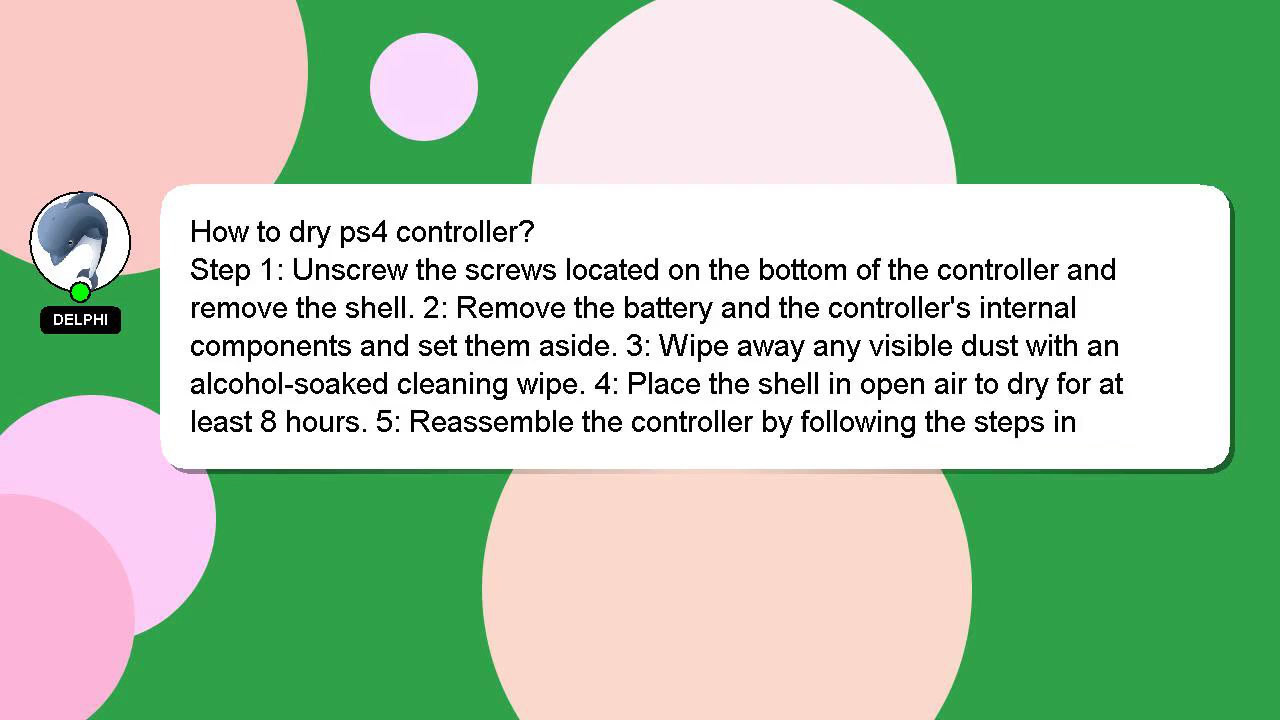 How to dry ps4 controller?
Step 1: Unscrew the screws located on the bottom of the controller and
remove the shell. 2: Remove the battery and the controller's internal
components and set them aside. 3: Wipe away any visible dust with an
alcohol-soaked cleaning wipe. 4: Place the shell in open air to dry for at
least 8 hours. 5: Reassemble the controller by following the steps in
DELPHI